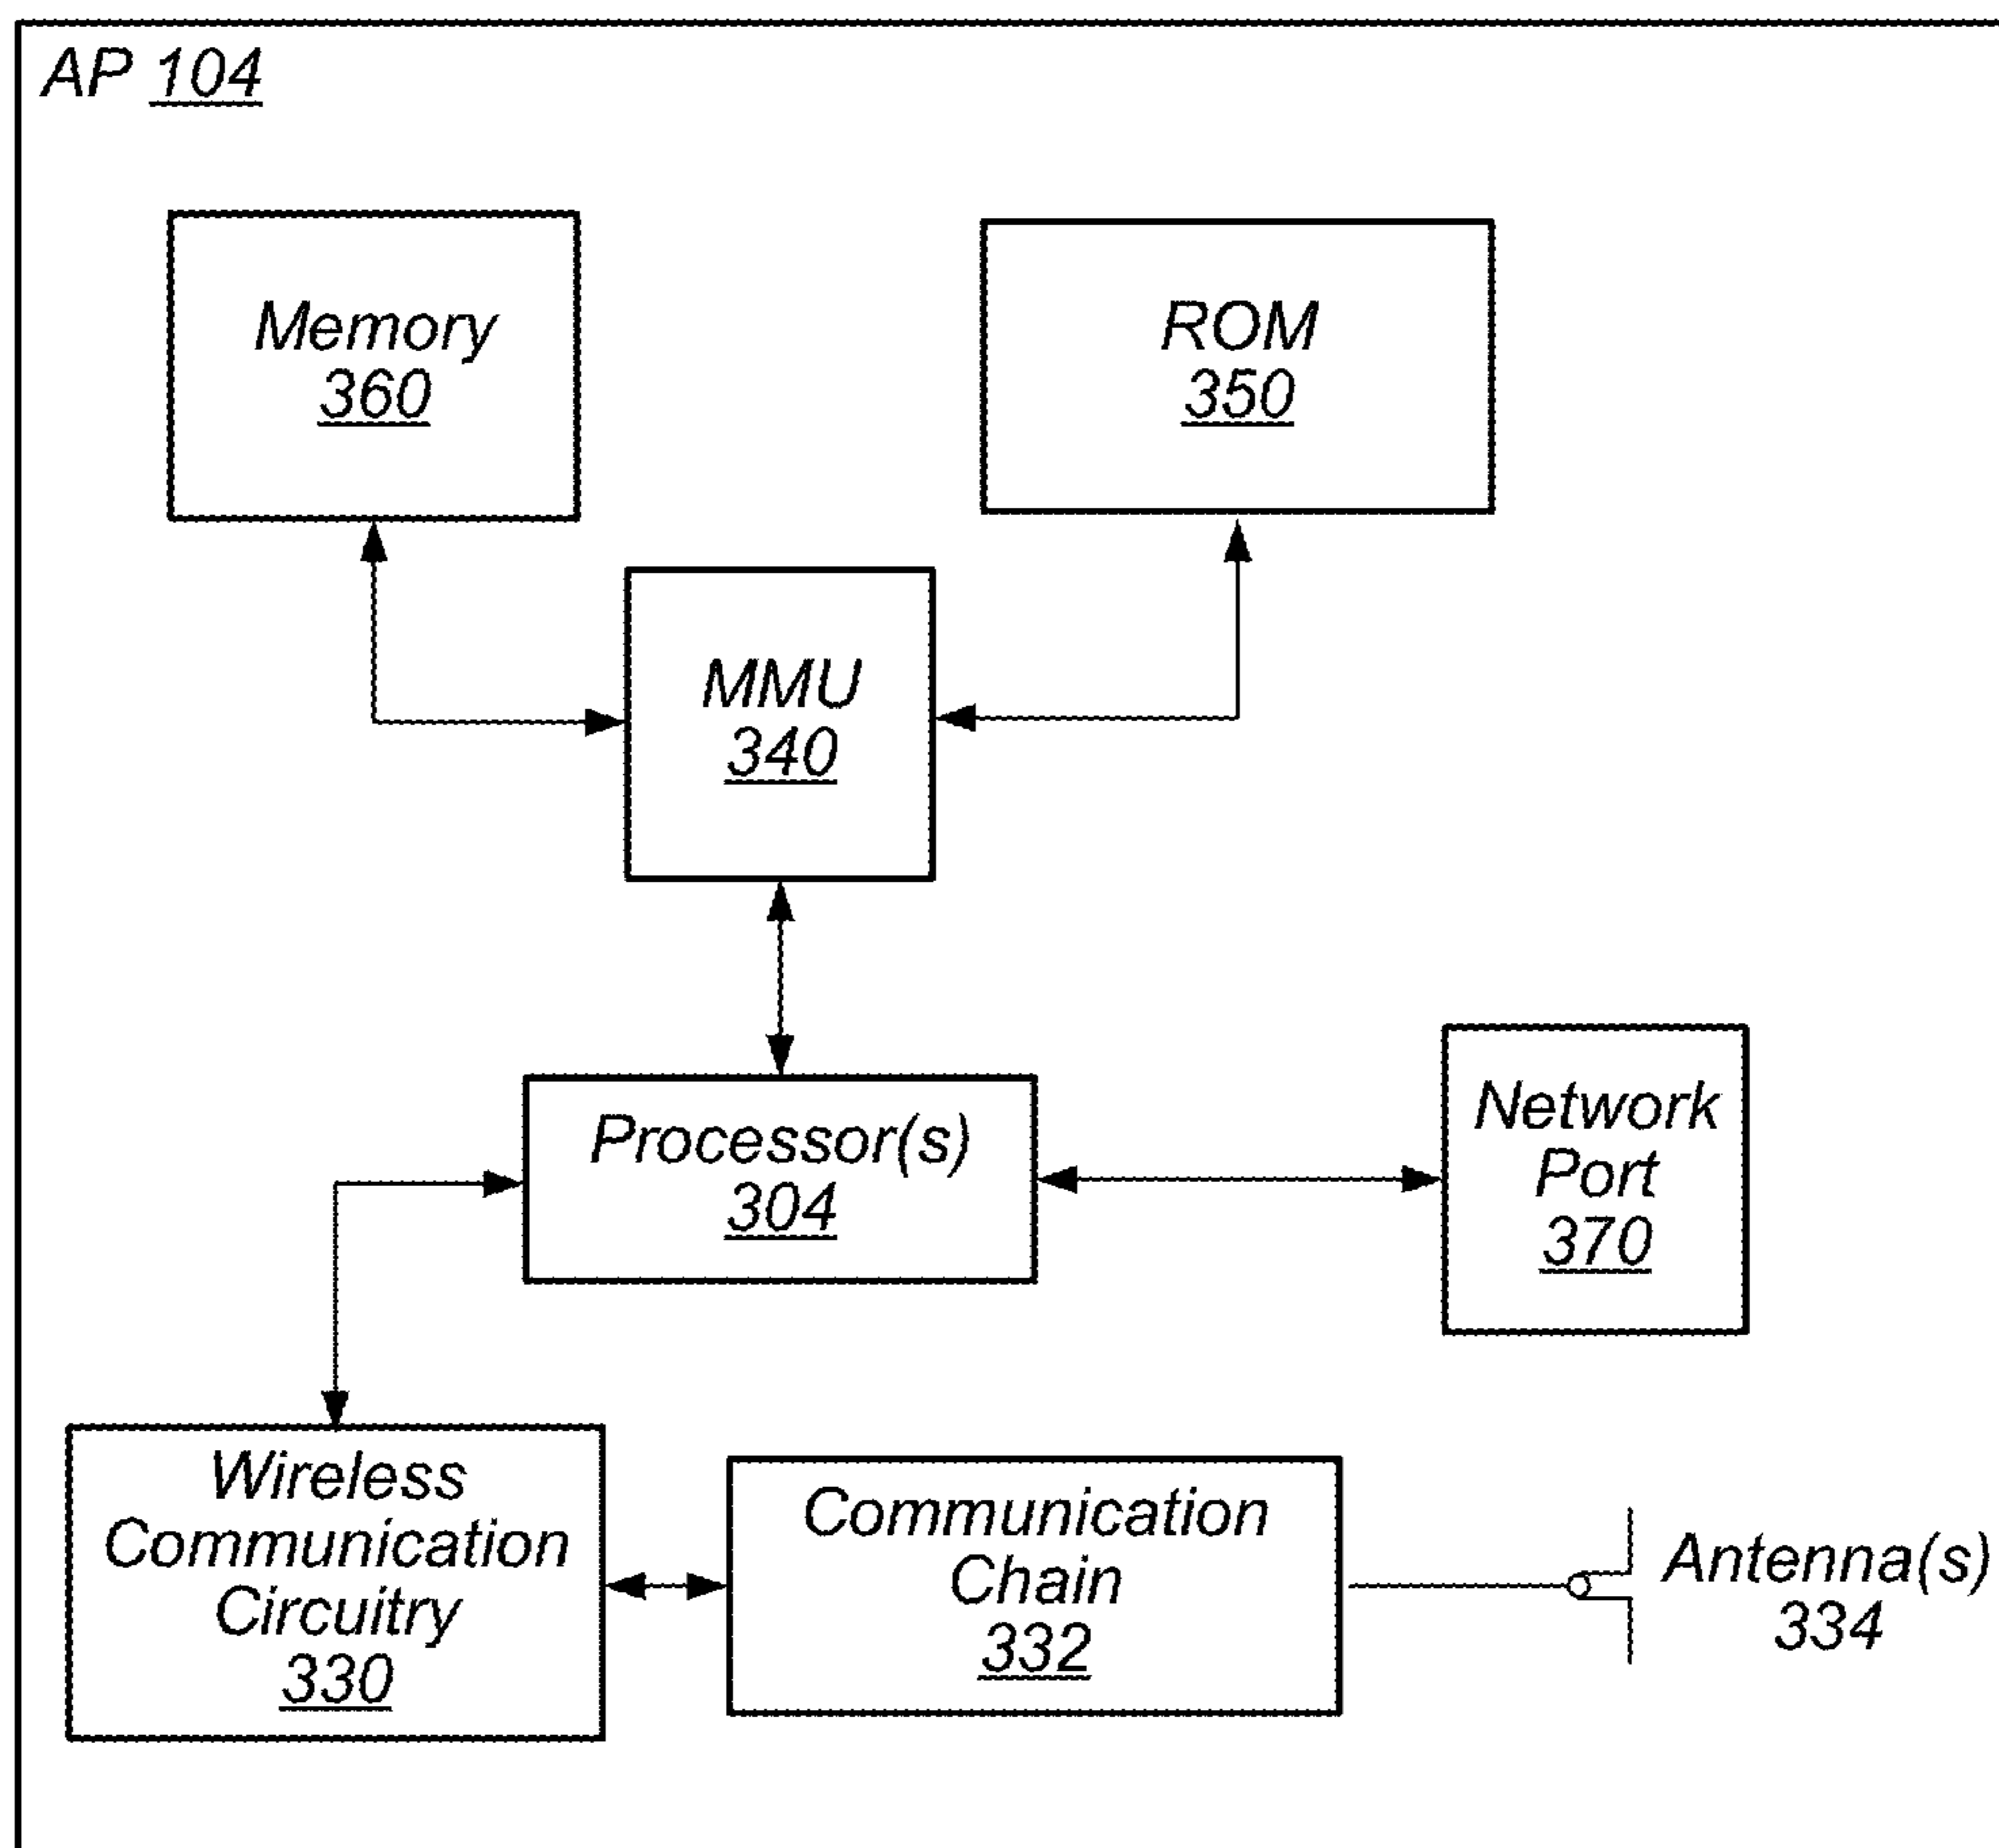 AP 104
Memory
360
ROM
350
MMU
340
Processor(s)
304
Network
Port
370
Wireless
Communication
Circuitry
330
Communication
Chain
332
Antenna(s)
334